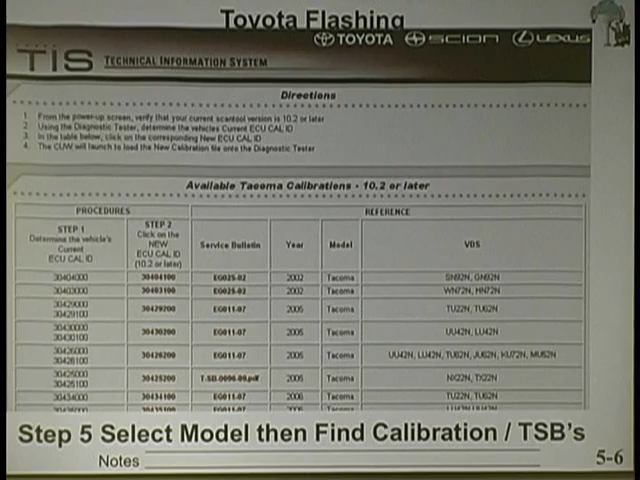 Toyota Flashing
TOYOTA SCION LEXUS
TIS TECHNICAL INFORMATION SYSTEM
Directions
1. From the power-up screen, verify that your current scantool version is 10.2 or later
2. Using the Diagnostic Tester, determine the vehicles Current ECU CAL ID
3. In the table below, click on the corresponding New ECU CAL ID
4. The CUW will launch to load the New Calibration file onto the Diagnostic Tester
Available Tacoma Calibrations - 10.2 or later
PROCEDURES REFERENCE
STEP 1
Determine the vehicle's
Current
ECU CAL ID
STEP 2
Click on the
NEW
ECU CAL ID
(10.2 or later)
Service Bulletin Year Model VDS
30404000 30404100 EG025-02 2002 Tacoma SN92N, GN92N
30403000 30403100 EG025-02 2002 Tacoma WN72N, HN72N
30429000
30429100
30429200 EG011-07 2005 Tacoma TU22N, TU62N
30430000
30430100
30430200 EG011-07 2005 Tacoma UU42N, LU42N
30426000
30426100
30426200 EG011-07 2005 Tacoma UU42N, LU42N, TU62N, JU62N, KU72N, MU52N
30425000
30425100
30425200 T-SB-0096-09.pdf 2005 Tacoma NX22N, TX22N
30434000 30434100 EG011-07 2006 Tacoma TU22N, TU62N
Step 5 Select Model then Find Calibration / TSB's
Notes
5-6